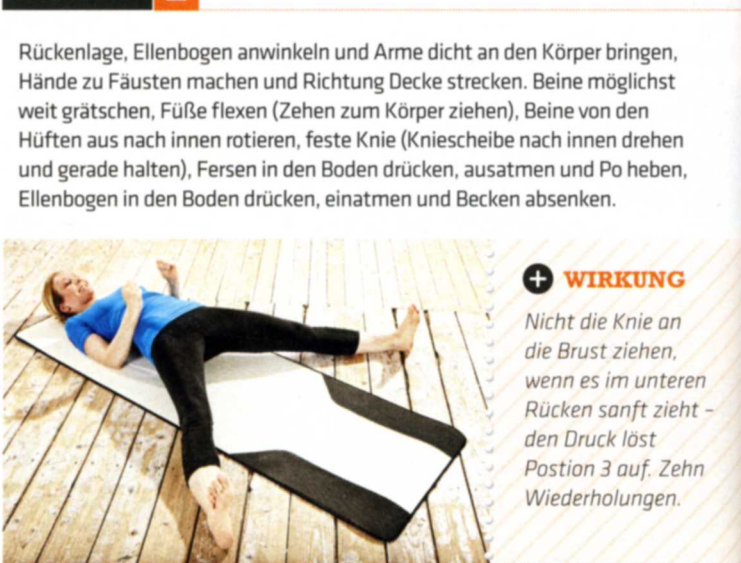 Rückenlage, Ellenbogen anwinkeln und Arme dicht an den Körper bringen,
Hände zu Fäusten machen und Richtung Decke strecken. Beine möglichst
weit grätschen, Füße flexen (Zehen zum Körper ziehen), Beine von den
Hüften aus nach innen rotieren, feste Knie (Kniescheibe nach innen drehen
und gerade halten), Fersen in den Boden drücken, ausatmen und Po heben,
Ellenbogen in den Boden drücken, einatmen und Becken absenken.
WIRKUNG
Nicht die Knie an
die Brust ziehen,
wenn es im unteren
Rücken sanft zieht –
den Druck löst
Postion 3 auf. Zehn
Wiederholungen.